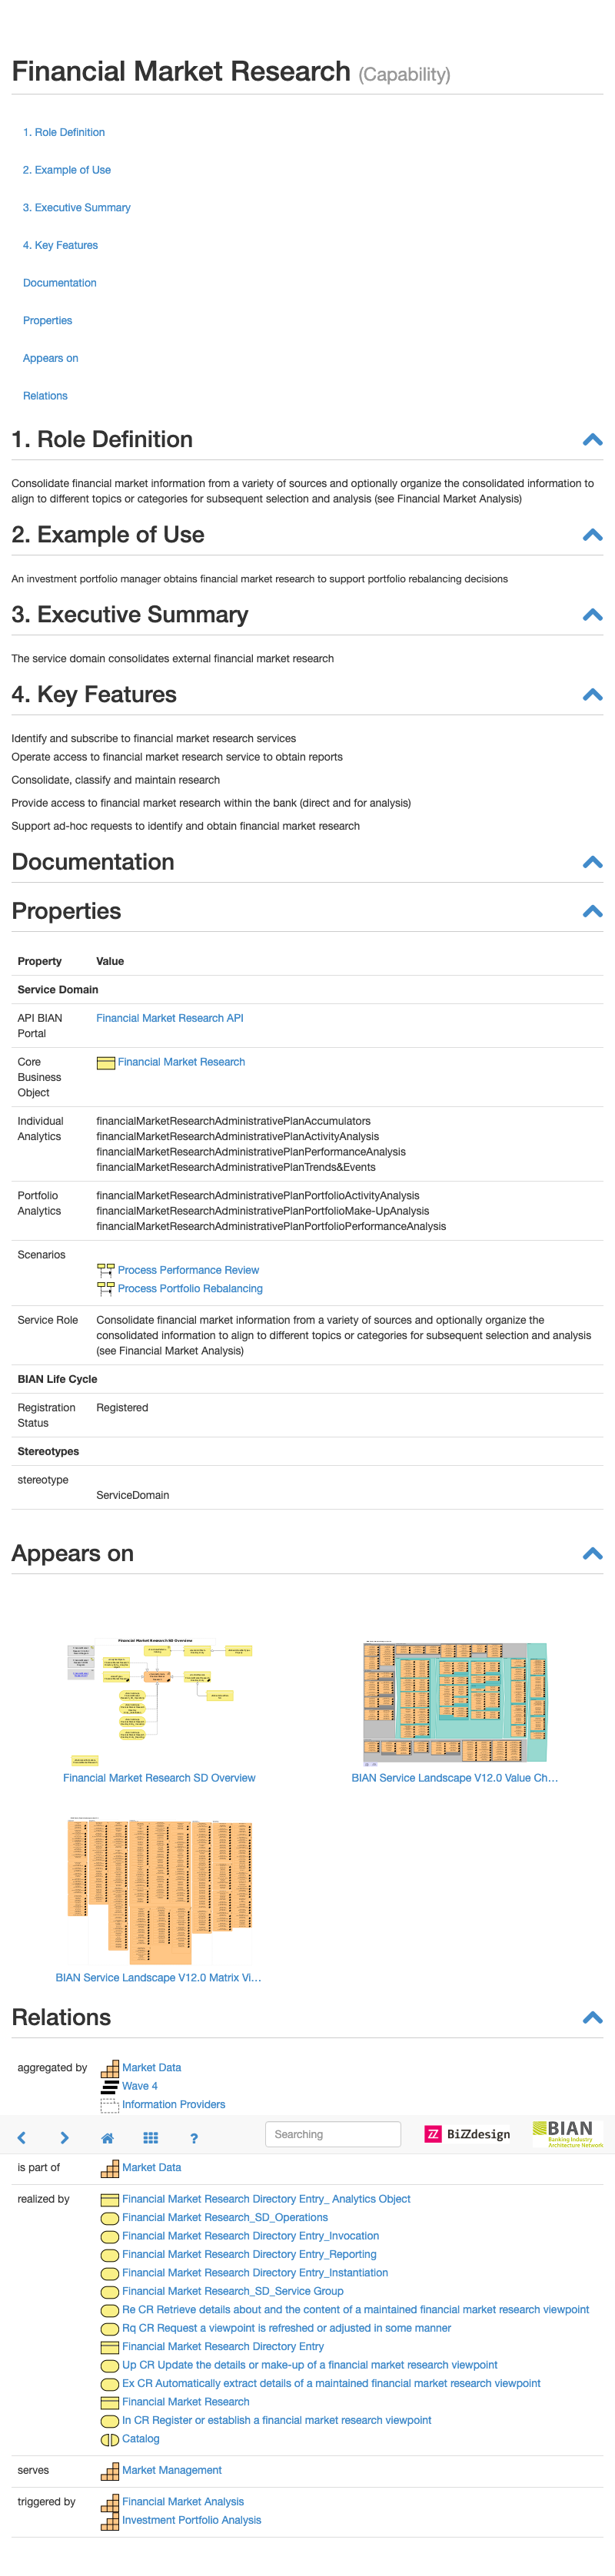 Financial Market Research (Capability)
1. Role Definition
2. Example of Use
3. Executive Summary
4. Key Features
Documentation
Properties
Appears on
Relations
1. Role Definition
Consolidate financial market information from a variety of sources and optionally organize the consolidated information to
align to different topics or categories for subsequent selection and analysis (see Financial Market Analysis)
2. Example of Use
An investment portfolio manager obtains financial market research to support portfolio rebalancing decisions
3. Executive Summary
The service domain consolidates external financial market research
4. Key Features
Identify and subscribe to financial market research services
Operate access to financial market research service to obtain reports
Consolidate, classify and maintain research
Provide access to financial market research within the bank (direct and for analysis)
Support ad-hoc requests to identify and obtain financial market research
Documentation
Properties
Property Value
Service Domain
API BIAN Financial Market Research API
Portal
Core Financial Market Research
Business
Object
Individual financialMarketResearchAdministrativePlanAccumulators
Analytics financialMarketResearchAdministrativePlanActivityAnalysis
financialMarketResearchAdministrativePlanPerformanceAnalysis
financialMarketResearchAdministrativePlanTrends&Events
Portfolio financialMarketResearchAdministrativePlanPortfolioActivityAnalysis
Analytics financialMarketResearchAdministrativePlanPortfolioMake-UpAnalysis
financialMarketResearchAdministrativePlanPortfolioPerformanceAnalysis
Scenarios
Process Performance Review
Process Portfolio Rebalancing
Service Role Consolidate financial market information from a variety of sources and optionally organize the
consolidated information to align to different topics or categories for subsequent selection and analysis
(see Financial Market Analysis)
BIAN Life Cycle
Registration Registered
Status
Stereotypes
stereotype
ServiceDomain
Appears on
Financial Market Research SD Overview
Financial Market Research SD Overview
BIAN Service Landscape V12.0 Value Ch…
BIAN Service Landscape V12.0 Matrix Vi…
Relations
aggregated by Market Data
Wave 4
Information Providers
? Searching BiZZdesign BIAN
Banking Industry
Architecture Network
is part of Market Data
realized by Financial Market Research Directory Entry_ Analytics Object
Financial Market Research_SD_Operations
Financial Market Research Directory Entry_Invocation
Financial Market Research Directory Entry_Reporting
Financial Market Research Directory Entry_Instantiation
Financial Market Research_SD_Service Group
Re CR Retrieve details about and the content of a maintained financial market research viewpoint
Rq CR Request a viewpoint is refreshed or adjusted in some manner
Financial Market Research Directory Entry
Up CR Update the details or make-up of a financial market research viewpoint
Ex CR Automatically extract details of a maintained financial market research viewpoint
Financial Market Research
In CR Register or establish a financial market research viewpoint
Catalog
serves Market Management
triggered by Financial Market Analysis
Investment Portfolio Analysis